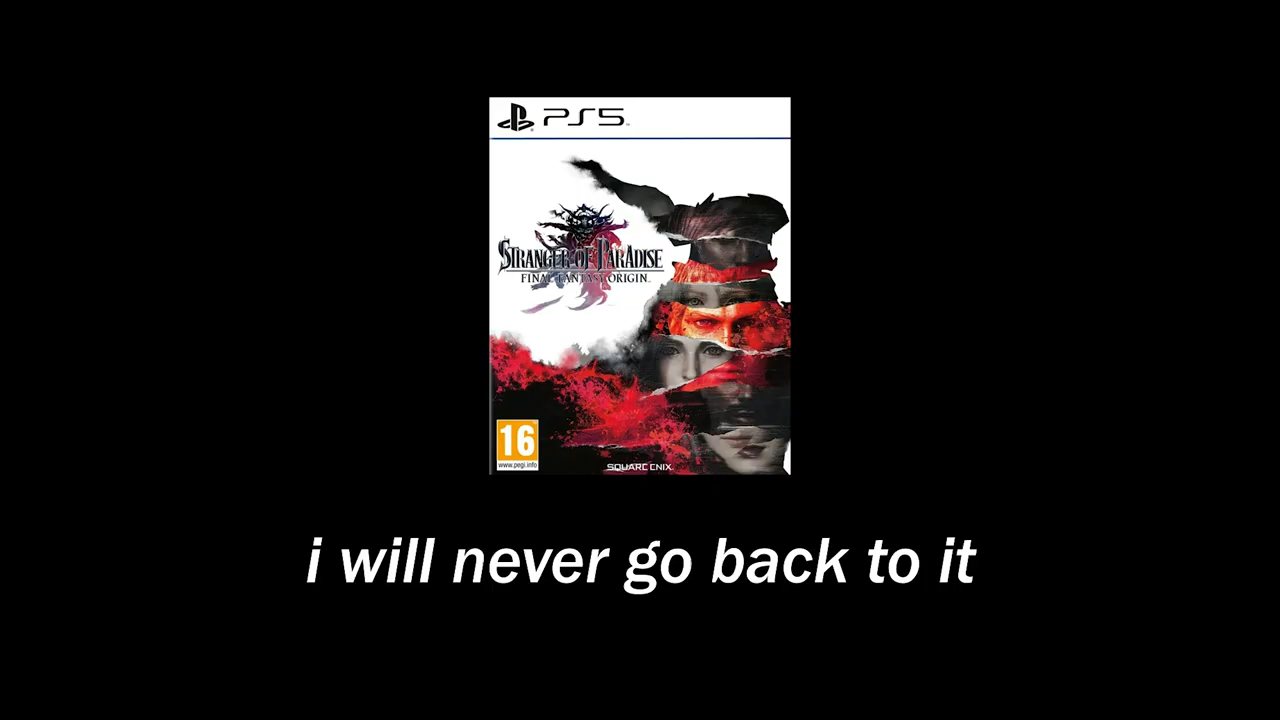 PS5
STRANGER OF PARADISE
FINAL FANTASY ORIGIN
16
www.pegi.info
SQUARE ENIX
i will never go back to it